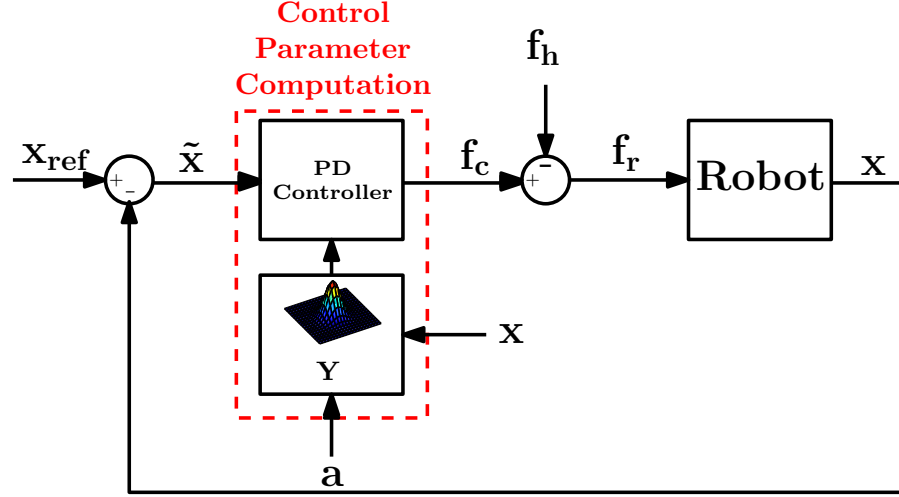 Control
Parameter
Computation
f_h
x_ref
x̃
PD
Controller
f_c
f_r
Robot
x
+
−
+
−
Y
x
a